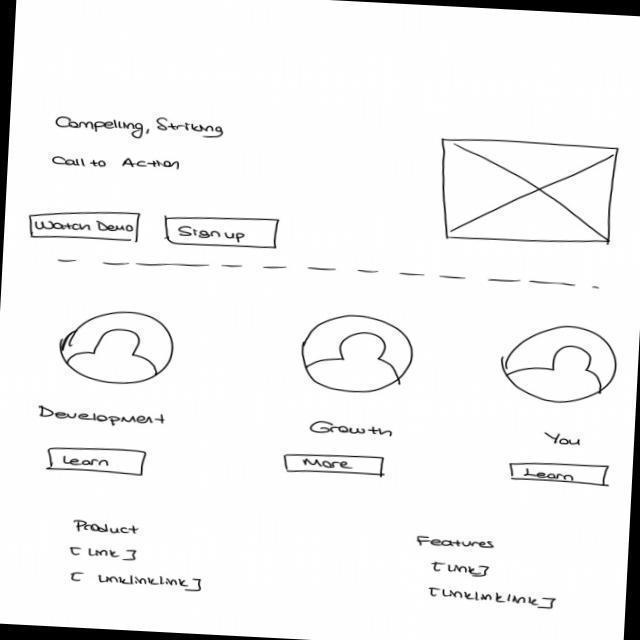 Compelling, Striking
Call to Action
Watch Demo
Sign up
Development
Growth
You
Learn
More
Learn
Product
[ Link ]
[ Linklinklink ]
Features
[ Link ]
[ Linklinklink ]